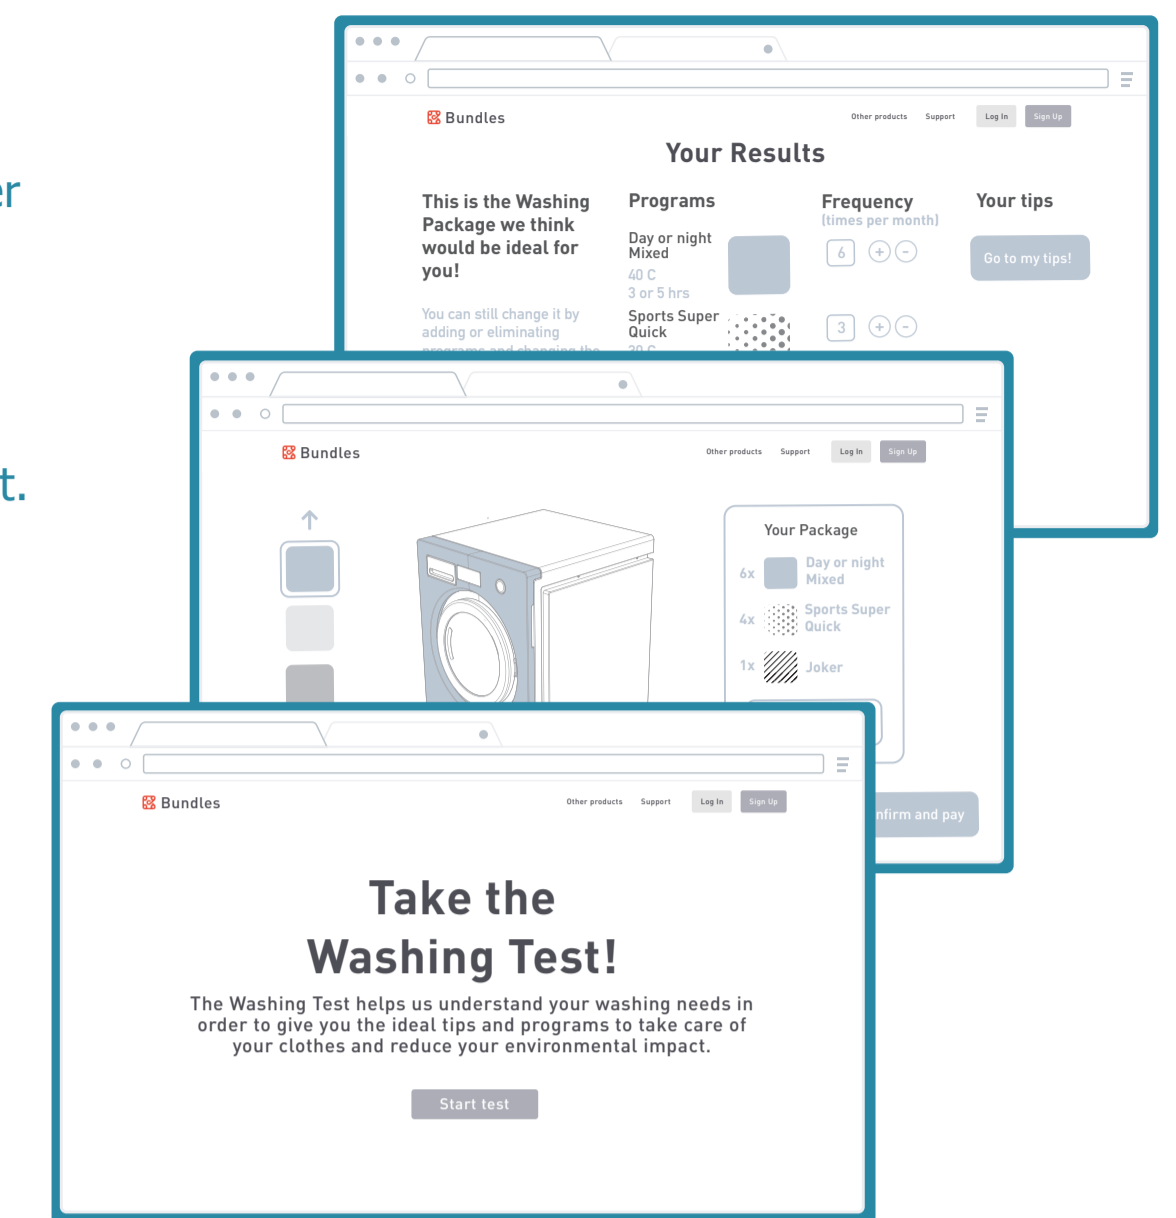 er
t.
Bundles
Other products Support Log In Sign Up
Your Results
This is the Washing
Package we think
would be ideal for
you!
You can still change it by
adding or eliminating
programs and changing the
Programs
Day or night
Mixed
40 C
3 or 5 hrs
Sports Super
Quick
Frequency
(times per month)
6 + -
3 + -
Your tips
Go to my tips!
Bundles
Other products Support Log In Sign Up
Your Package
6x Day or night
Mixed
4x Sports Super
Quick
1x Joker
nfirm and pay
Bundles
Other products Support Log In Sign Up
Take the
Washing Test!
The Washing Test helps us understand your washing needs in
order to give you the ideal tips and programs to take care of
your clothes and reduce your environmental impact.
Start test